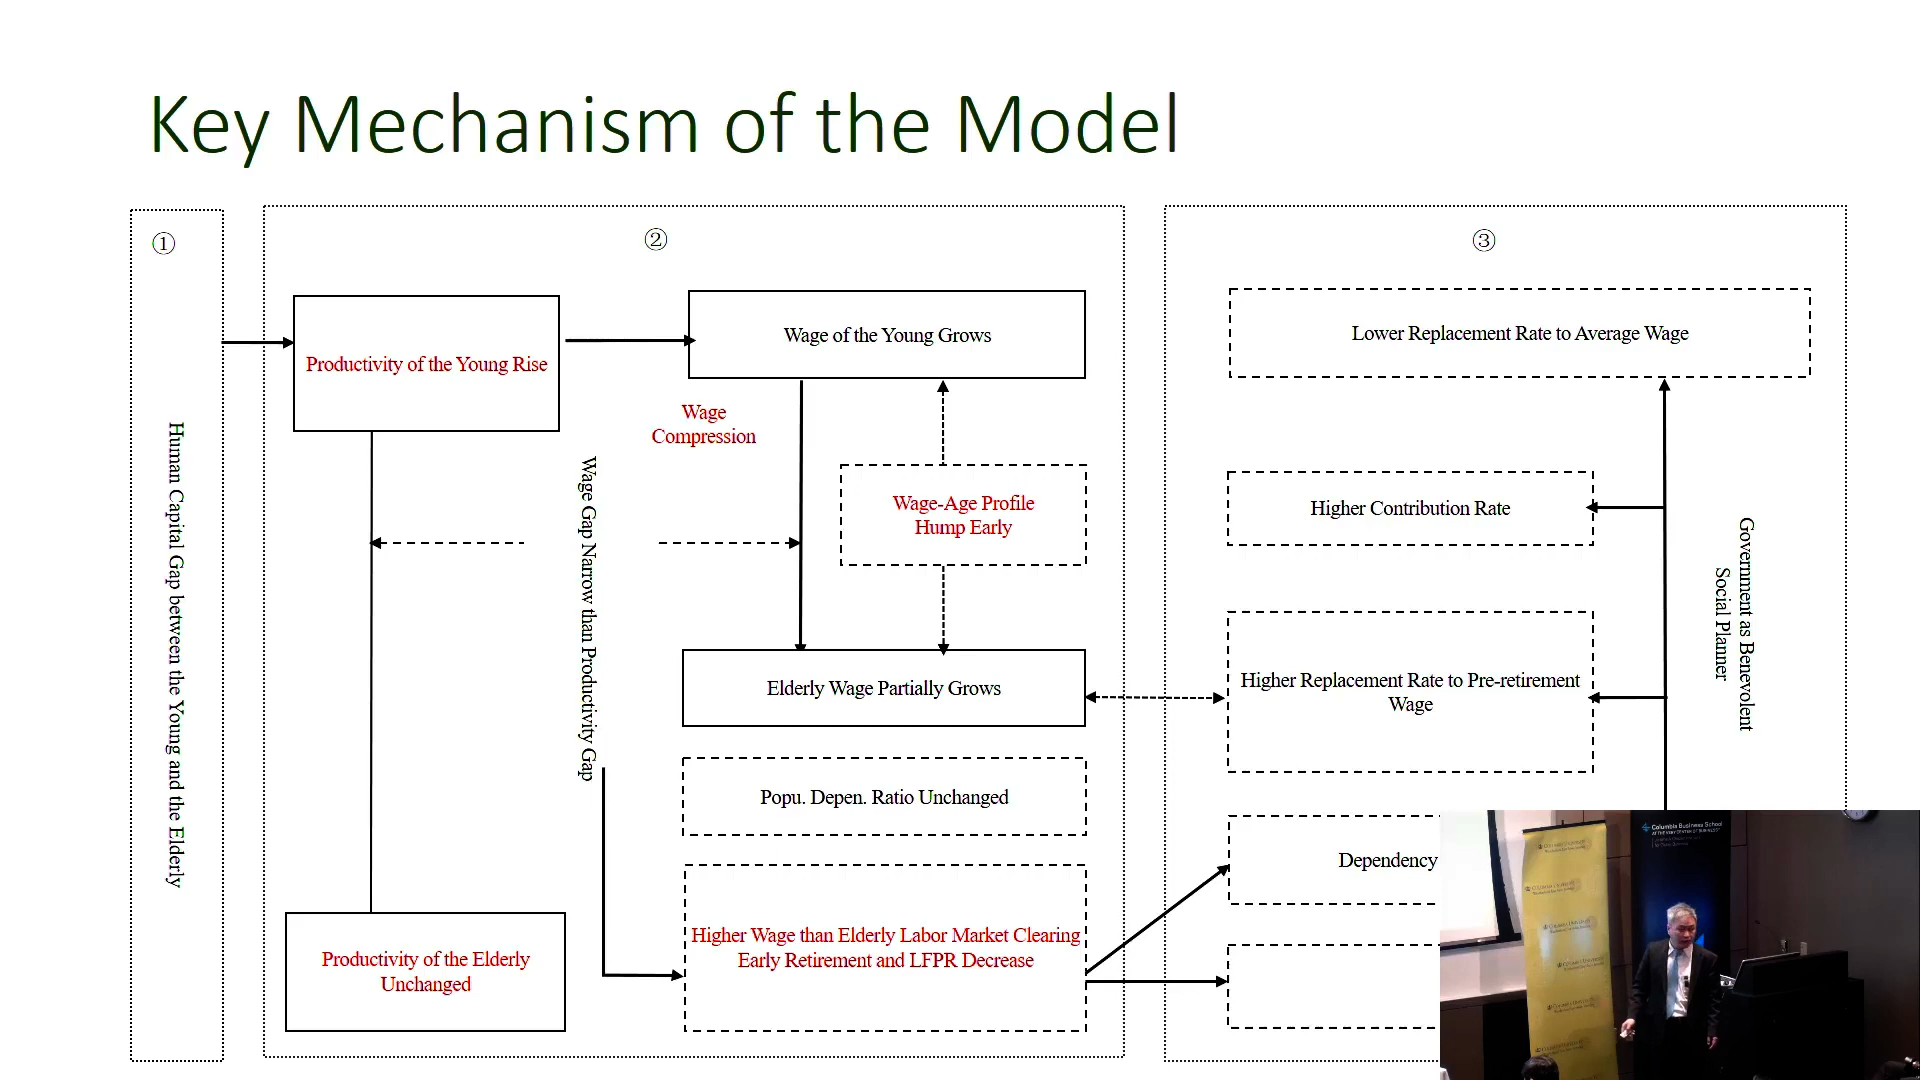 Key Mechanism of the Model
①
Human Capital Gap between the Young and the Elderly
②
Productivity of the Young Rise
Wage of the Young Grows
Wage
Compression
Wage Gap Narrow than Productivity Gap
Wage-Age Profile
Hump Early
Elderly Wage Partially Grows
Popu. Depen. Ratio Unchanged
Higher Wage than Elderly Labor Market Clearing
Early Retirement and LFPR Decrease
Productivity of the Elderly
Unchanged
③
Lower Replacement Rate to Average Wage
Higher Contribution Rate
Higher Replacement Rate to Pre-retirement
Wage
Government as Benevolent
Social Planner
Dependency
Columbia Business School